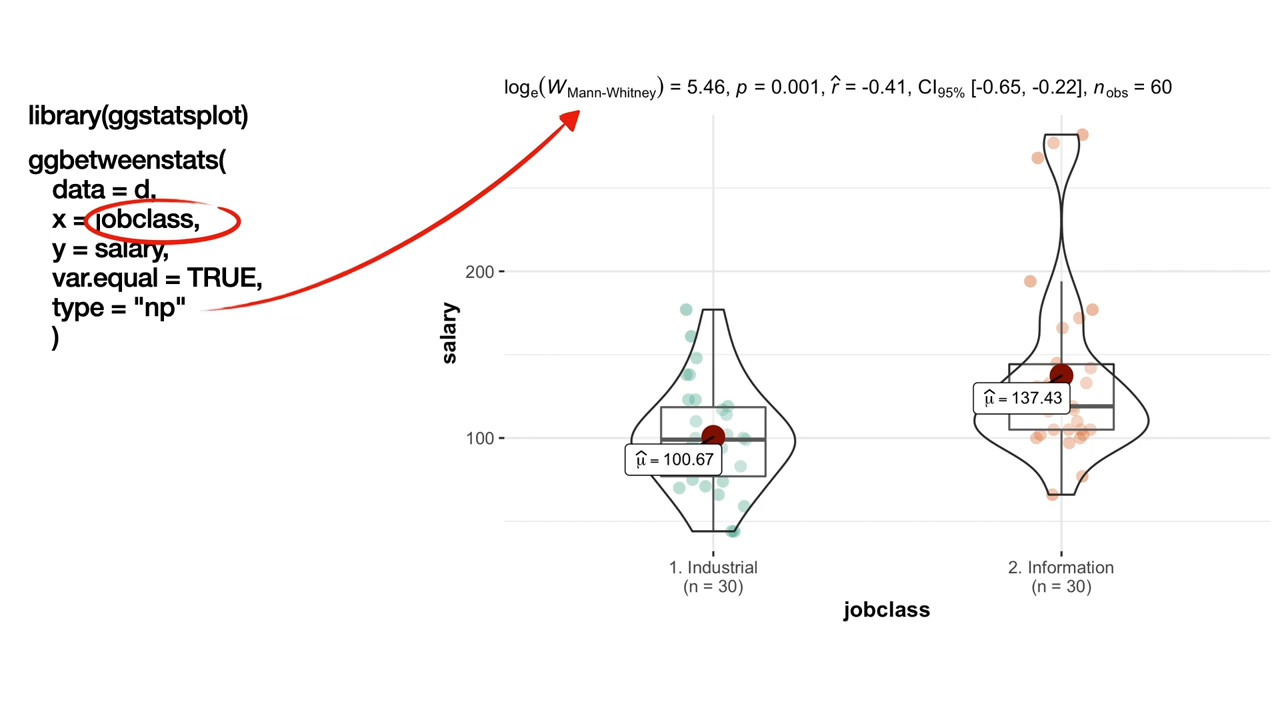 library(ggstatsplot)
ggbetweenstats(
data = d,
x = jobclass,
y = salary,
var.equal = TRUE,
type = "np"
)
logₑ(W Mann-Whitney) = 5.46, p = 0.001, r̂ = -0.41, CI95% [-0.65, -0.22], n obs = 60
salary
200
100
μ̂ = 100.67
μ̂ = 137.43
1. Industrial
(n = 30)
2. Information
(n = 30)
jobclass